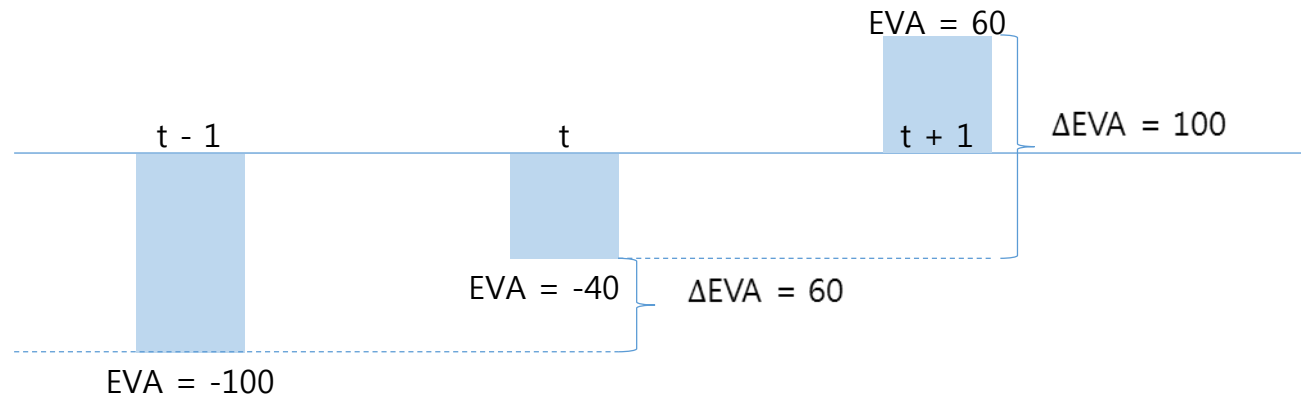 EVA = 60
t - 1
t
t + 1
ΔEVA = 100
EVA = -40
ΔEVA = 60
EVA = -100